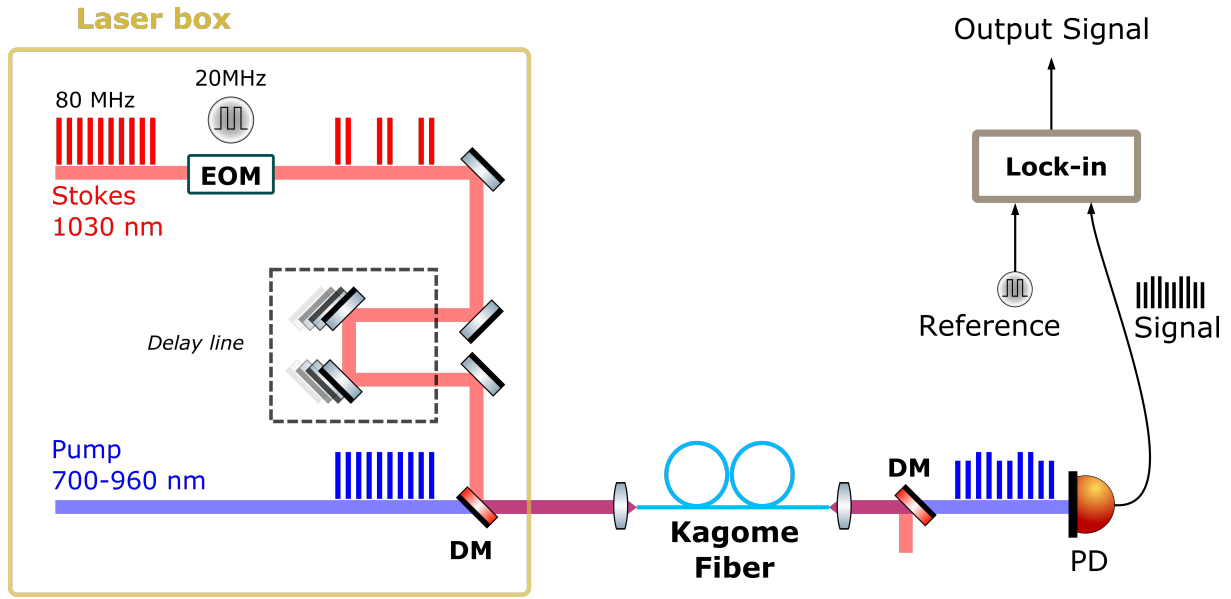 Laser box
20MHz
80 MHz
EOM
Stokes
1030 nm
Delay line
Pump
700-960 nm
DM
Kagome
Fiber
DM
PD
Output Signal
Lock-in
Reference
Signal